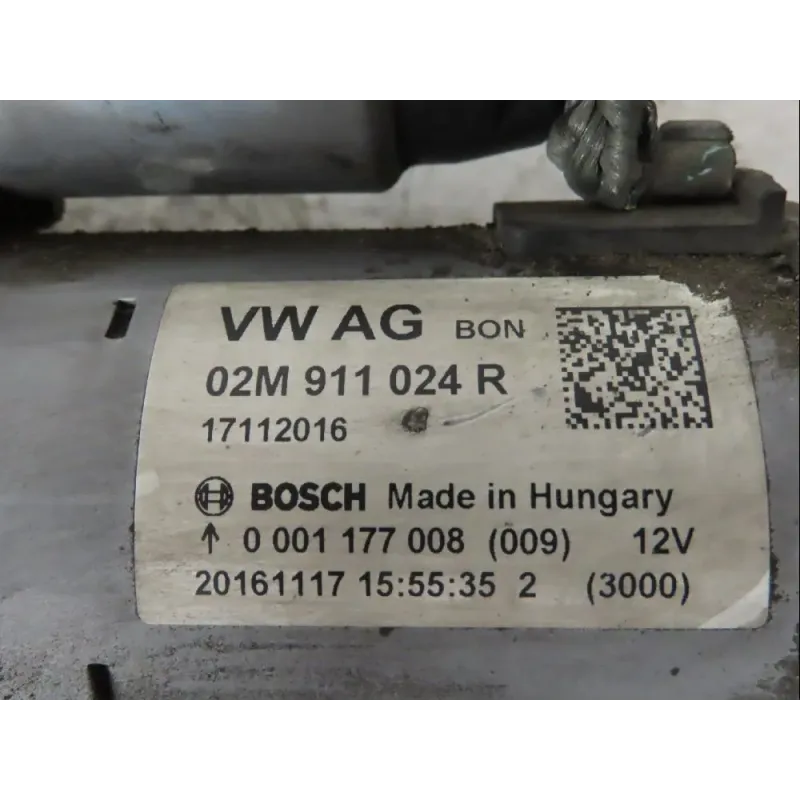 VW AG BON
02M 911 024 R
17112016
BOSCH Made in Hungary
↑ 0 001 177 008 (009) 12V
20161117 15:55:35 2 (3000)